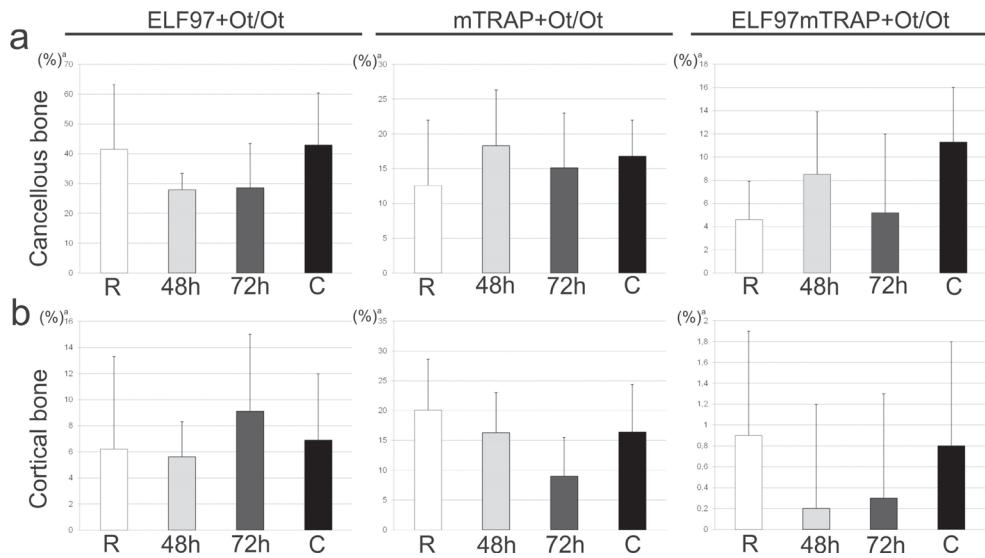 ELF97+Ot/Ot
mTRAP+Ot/Ot
ELF97mTRAP+Ot/Ot
a
Cancellous bone
(%)ª
70
60
50
40
30
20
10
0
R 48h 72h C
(%)ª
30
25
20
15
10
5
0
R 48h 72h C
(%)ª
18
16
14
12
10
8
6
4
2
0
R 48h 72h C
b
Cortical bone
(%)ª
16
14
12
10
8
6
4
2
0
R 48h 72h C
(%)ª
35
30
25
20
15
10
5
0
R 48h 72h C
(%)ª
2
1,8
1,6
1,4
1,2
1
0,8
0,6
0,4
0,2
0
R 48h 72h C